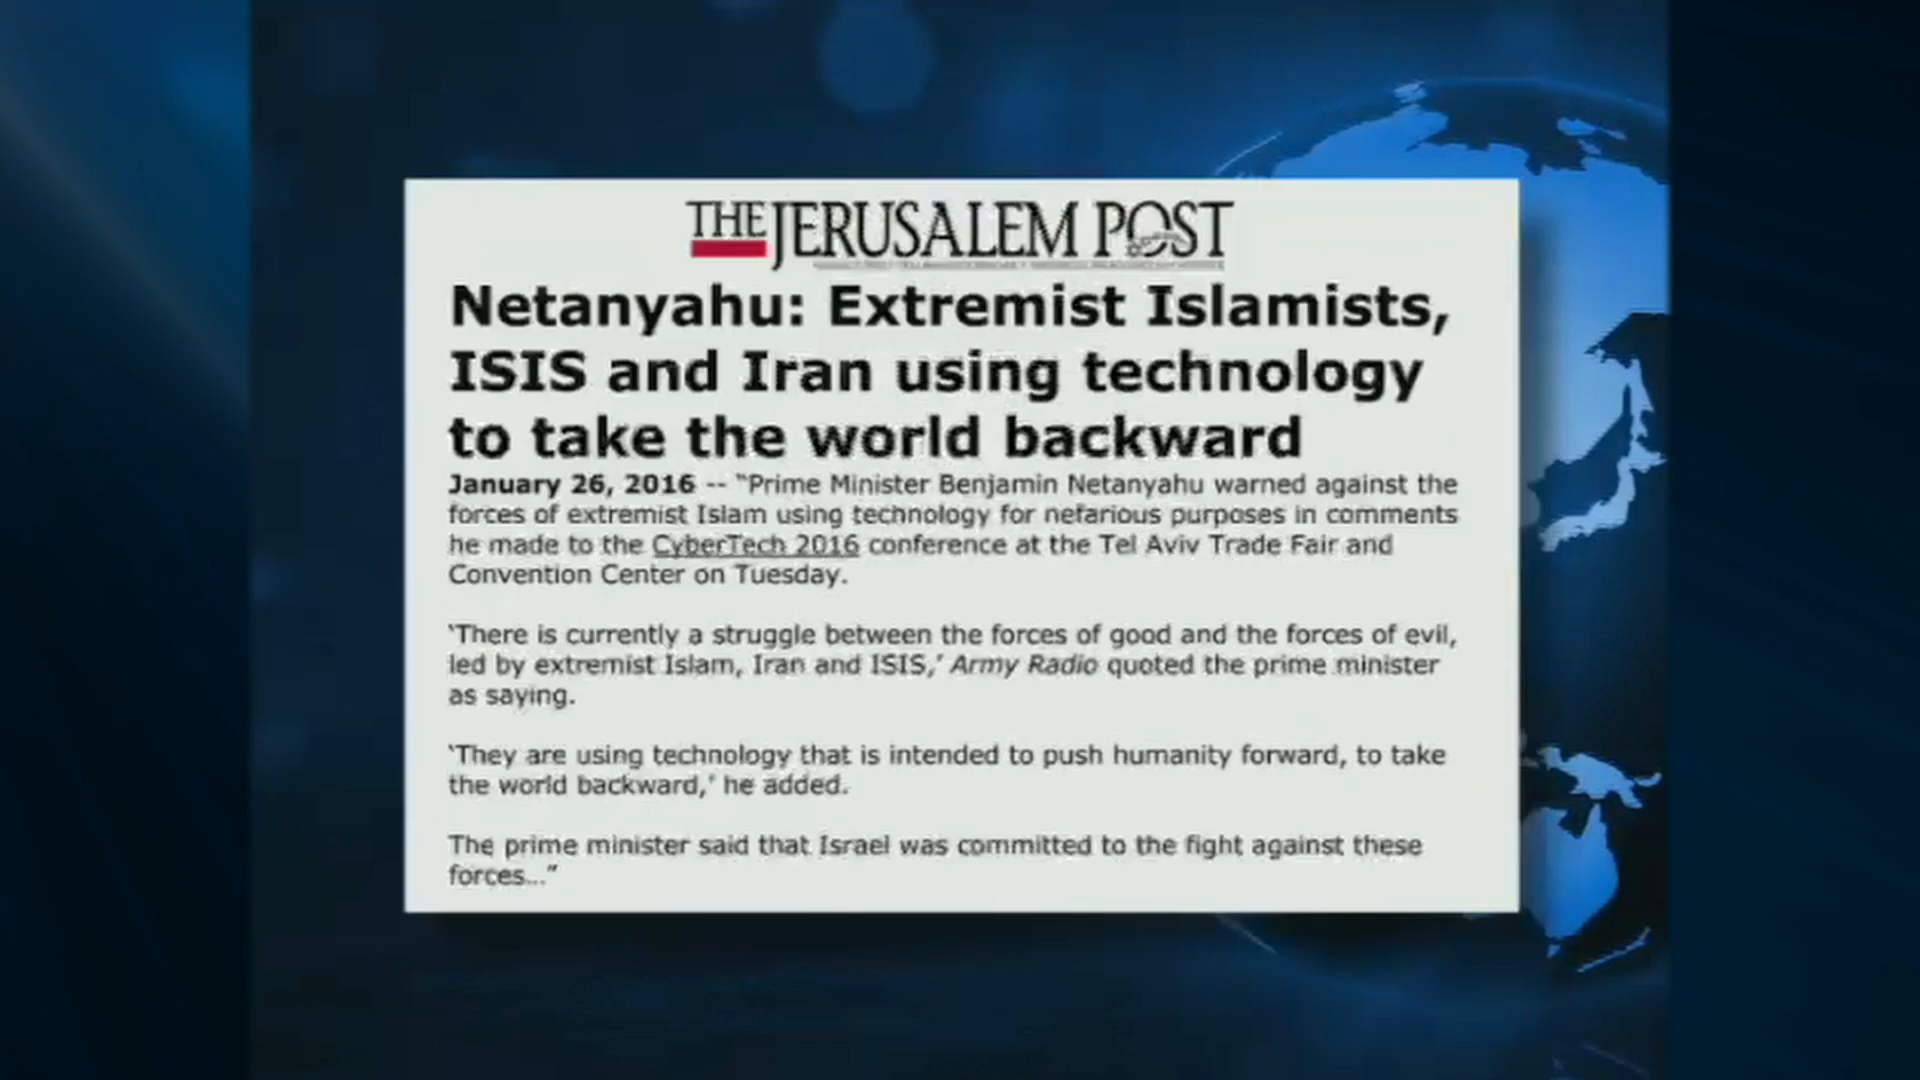 THE JERUSALEM POST
Netanyahu: Extremist Islamists,
ISIS and Iran using technology
to take the world backward
January 26, 2016 -- “Prime Minister Benjamin Netanyahu warned against the
forces of extremist Islam using technology for nefarious purposes in comments
he made to the CyberTech 2016 conference at the Tel Aviv Trade Fair and
Convention Center on Tuesday.
‘There is currently a struggle between the forces of good and the forces of evil,
led by extremist Islam, Iran and ISIS,’ Army Radio quoted the prime minister
as saying.
‘They are using technology that is intended to push humanity forward, to take
the world backward,’ he added.
The prime minister said that Israel was committed to the fight against these
forces…”